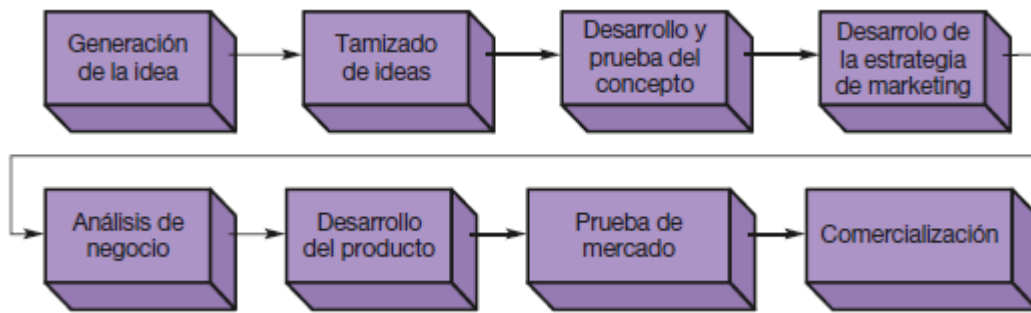 Generación
de la idea
Tamizado
de ideas
Desarrollo y
prueba del
concepto
Desarrolo de
la estrategia
de marketing
Análisis de
negocio
Desarrollo
del producto
Prueba de
mercado
Comercialización